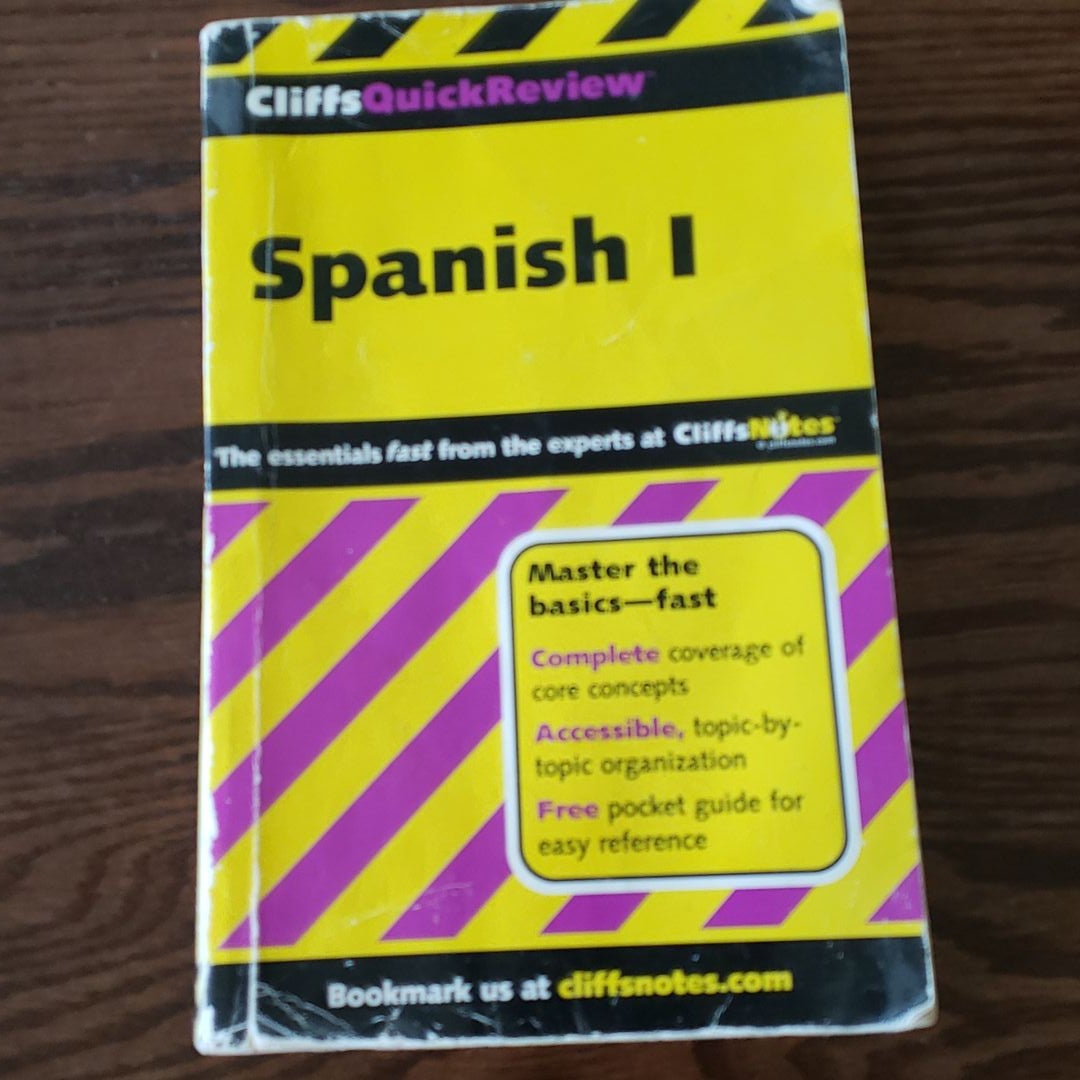 CliffsQuickReview™
Spanish I
The essentials fast from the experts at CliffsNotes™
Master the
basics—fast
Complete coverage of
core concepts
Accessible, topic-by-
topic organization
Free pocket guide for
easy reference
Bookmark us at cliffsnotes.com